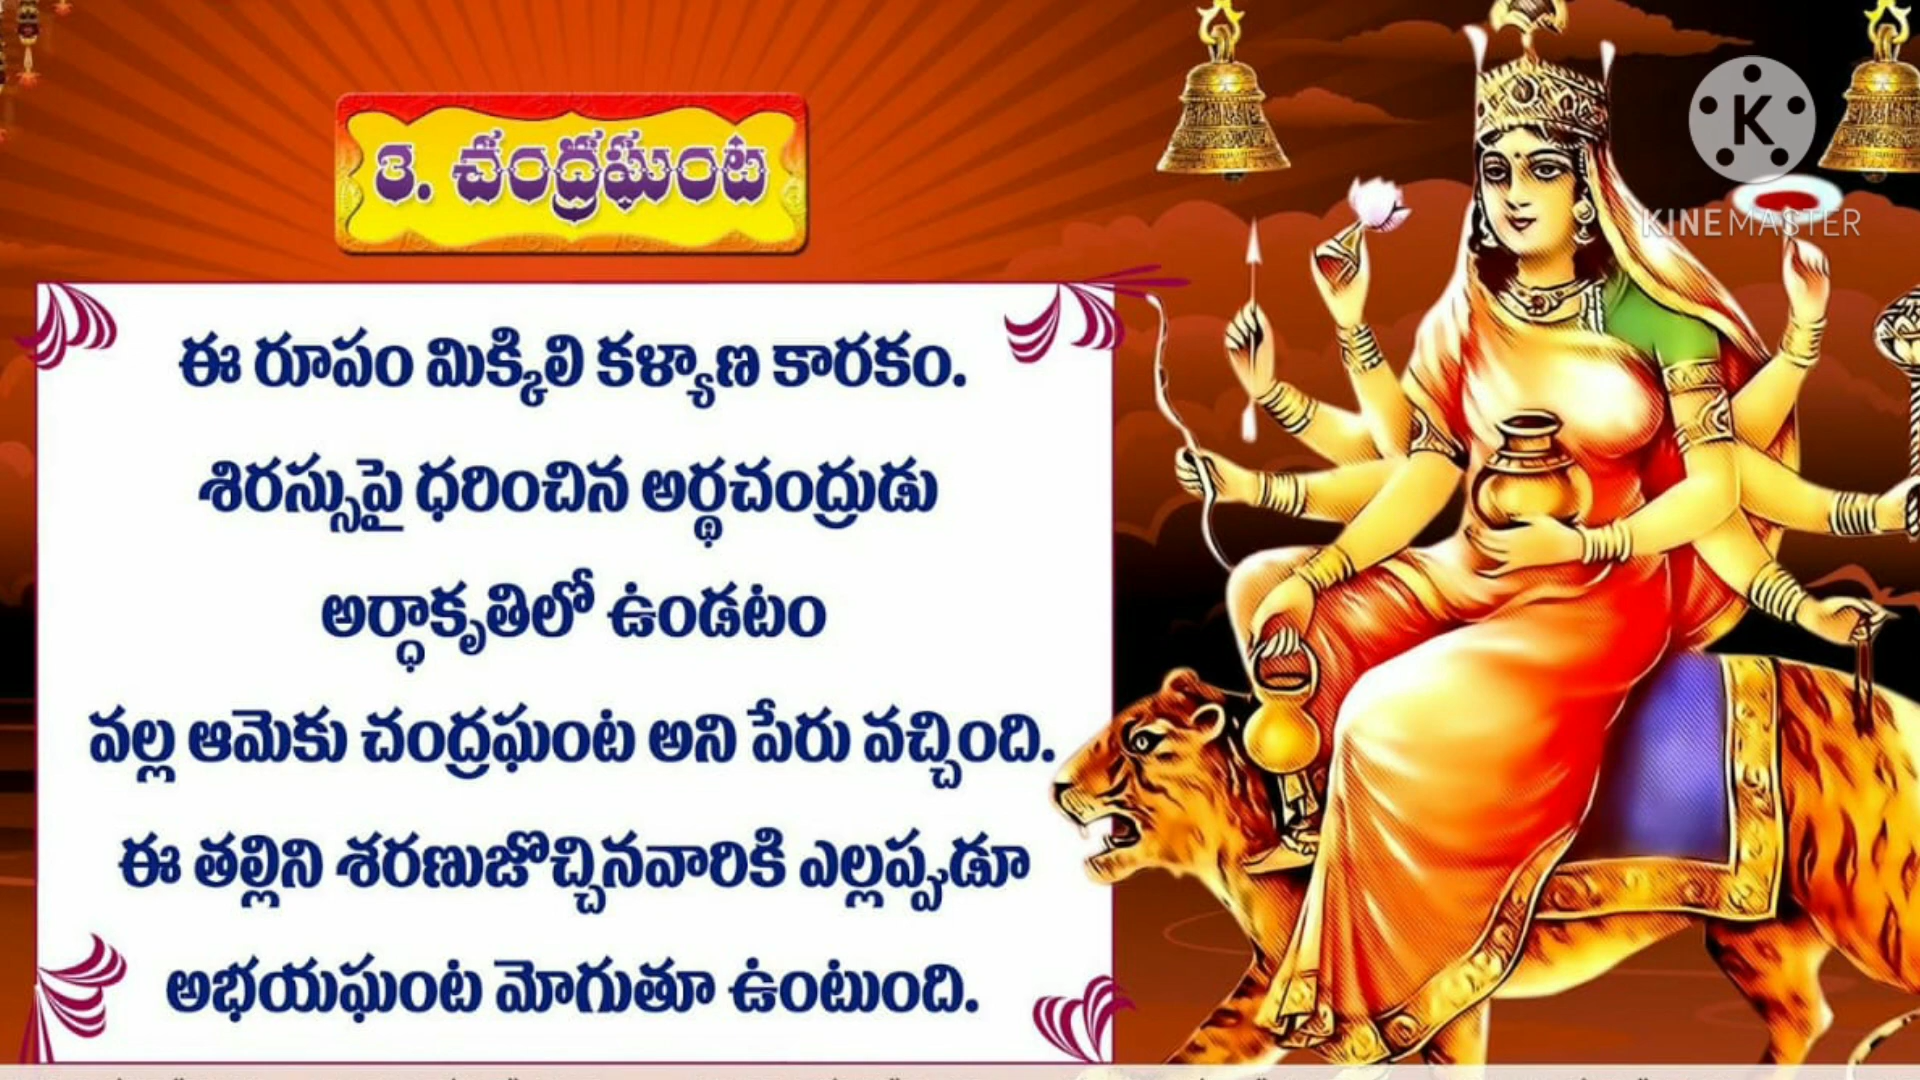 3. చంద్రఘంట
ఈ రూపం మిక్కిలి కళ్యాణ కారకం.
శిరస్సుపై ధరించిన అర్థచంద్రుడు
అర్ధాకృతిలో ఉండటం
వల్ల ఆమెకు చంద్రఘంట అని పేరు వచ్చింది.
ఈ తల్లిని శరణుజొచ్చినవారికి ఎల్లప్పుడూ
అభయఘంట మోగుతూ ఉంటుంది.
K
KINEMASTER